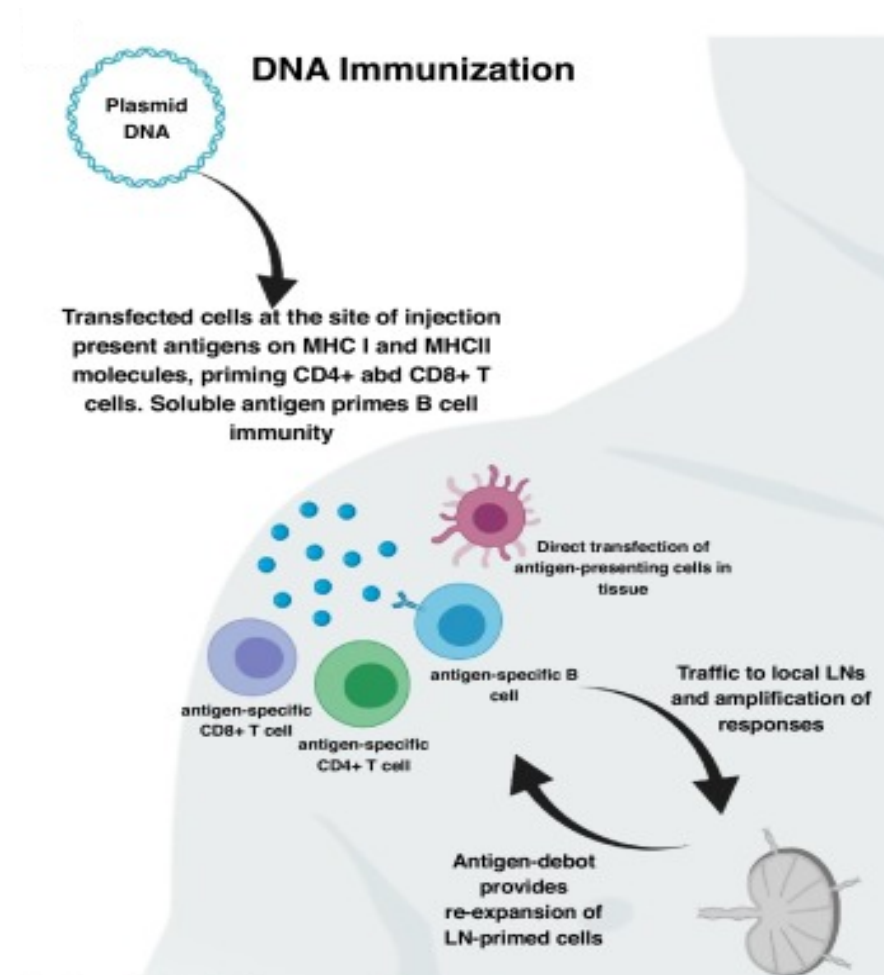 DNA Immunization
Plasmid
DNA
Transfected cells at the site of injection
present antigens on MHC I and MHCII
molecules, priming CD4+ abd CD8+ T
cells. Soluble antigen primes B cell
immunity
Direct transfection of
antigen-presenting cells in
tissue
antigen-specific B
cell
antigen-specific
CD8+ T cell
antigen-specific
CD4+ T cell
Traffic to local LNs
and amplification of
responses
Antigen-debot
provides
re-expansion of
LN-primed cells